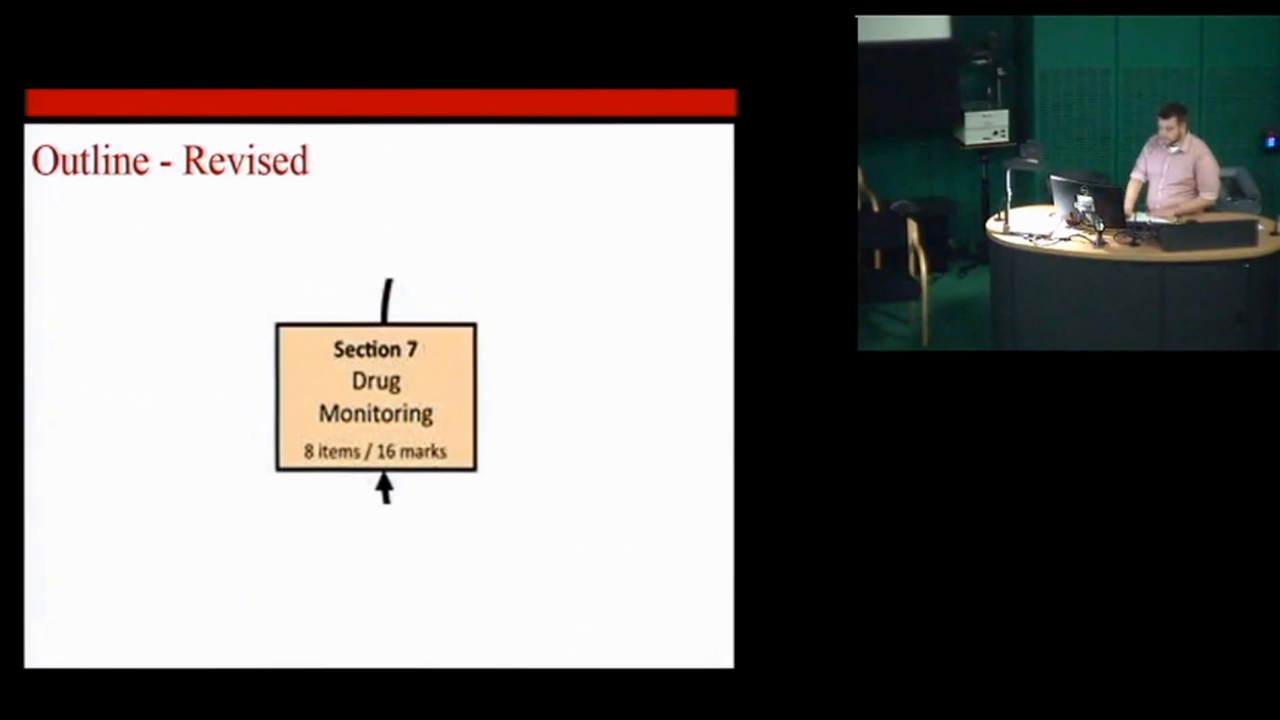 Outline - Revised
Section 7
Drug
Monitoring
8 items / 16 marks